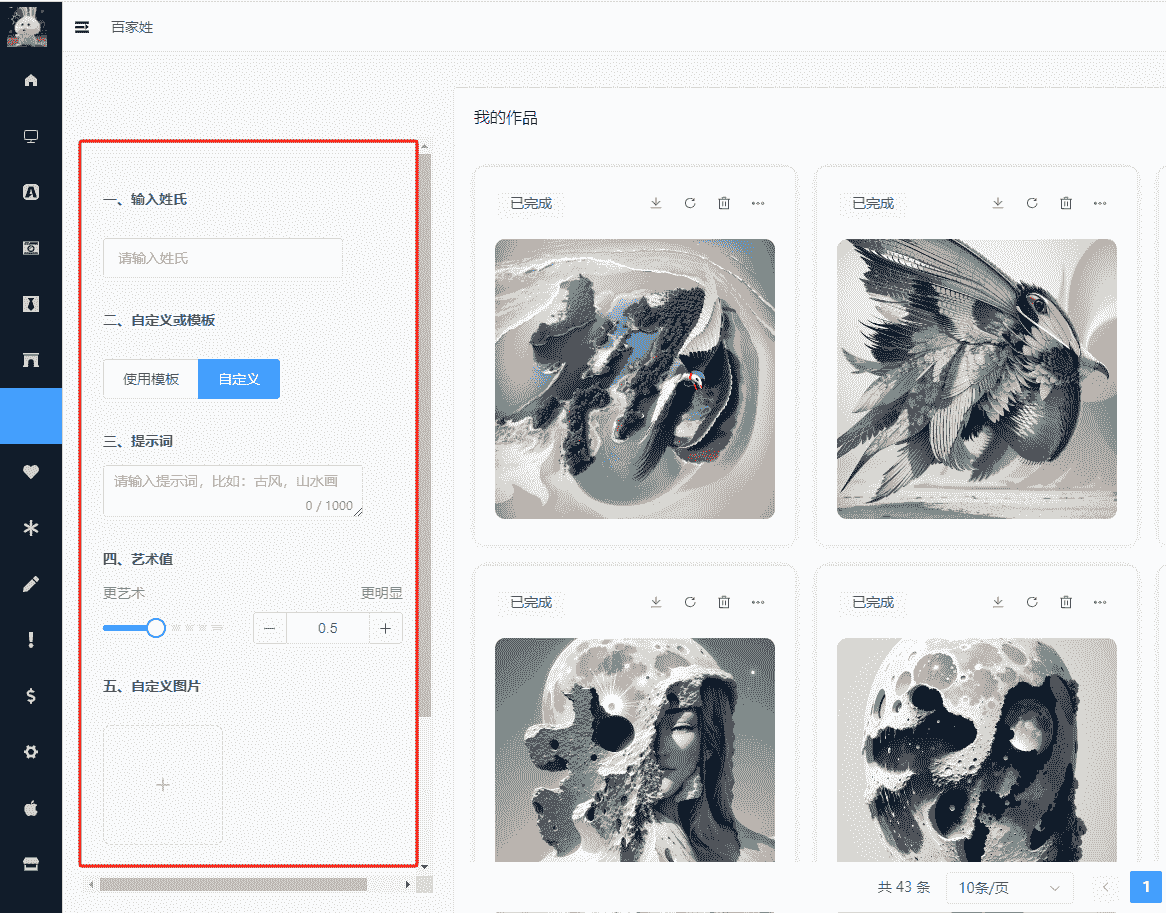 百家姓
一、输入姓氏
请输入姓氏
二、自定义或模板
使用模板 自定义
三、提示词
请输入提示词，比如：古风，山水画
0 / 1000
四、艺术值
更艺术 更明显
0.5
五、自定义图片
我的作品
已完成 已完成
已完成 已完成
共 43 条 10条/页 1